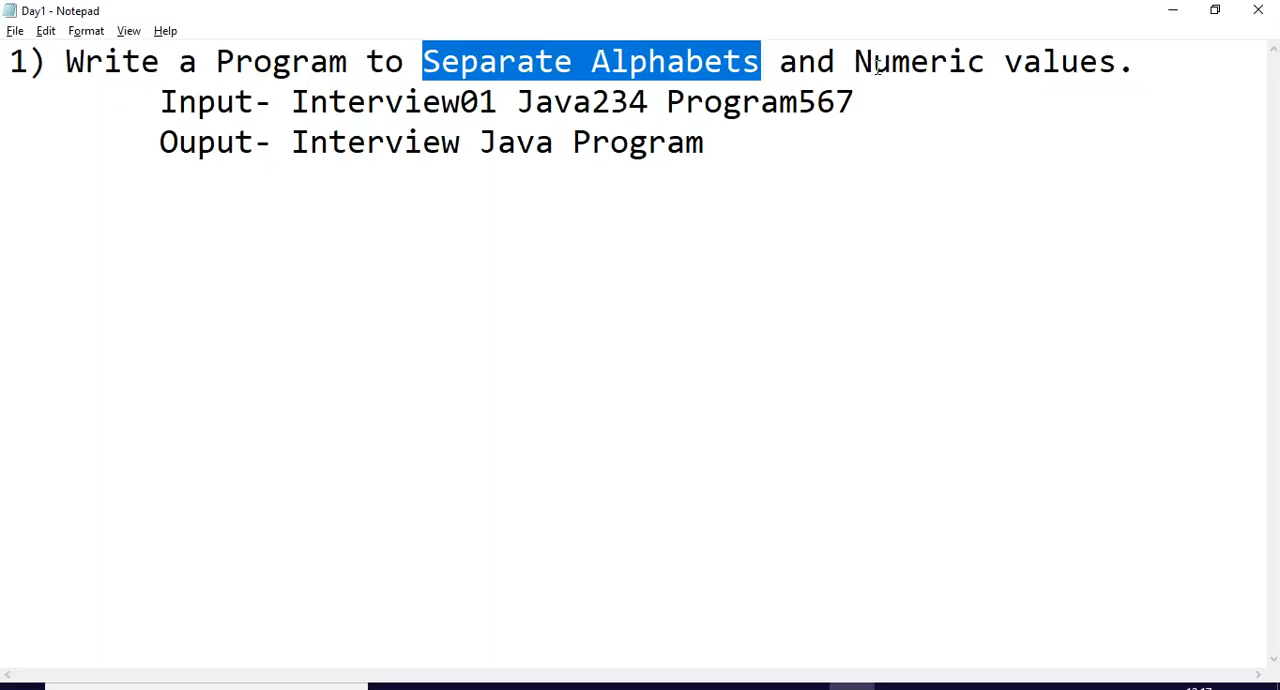 Day1 - Notepad
File Edit Format View Help
1) Write a Program to Separate Alphabets and Numeric values.
Input- Interview01 Java234 Program567
Ouput- Interview Java Program